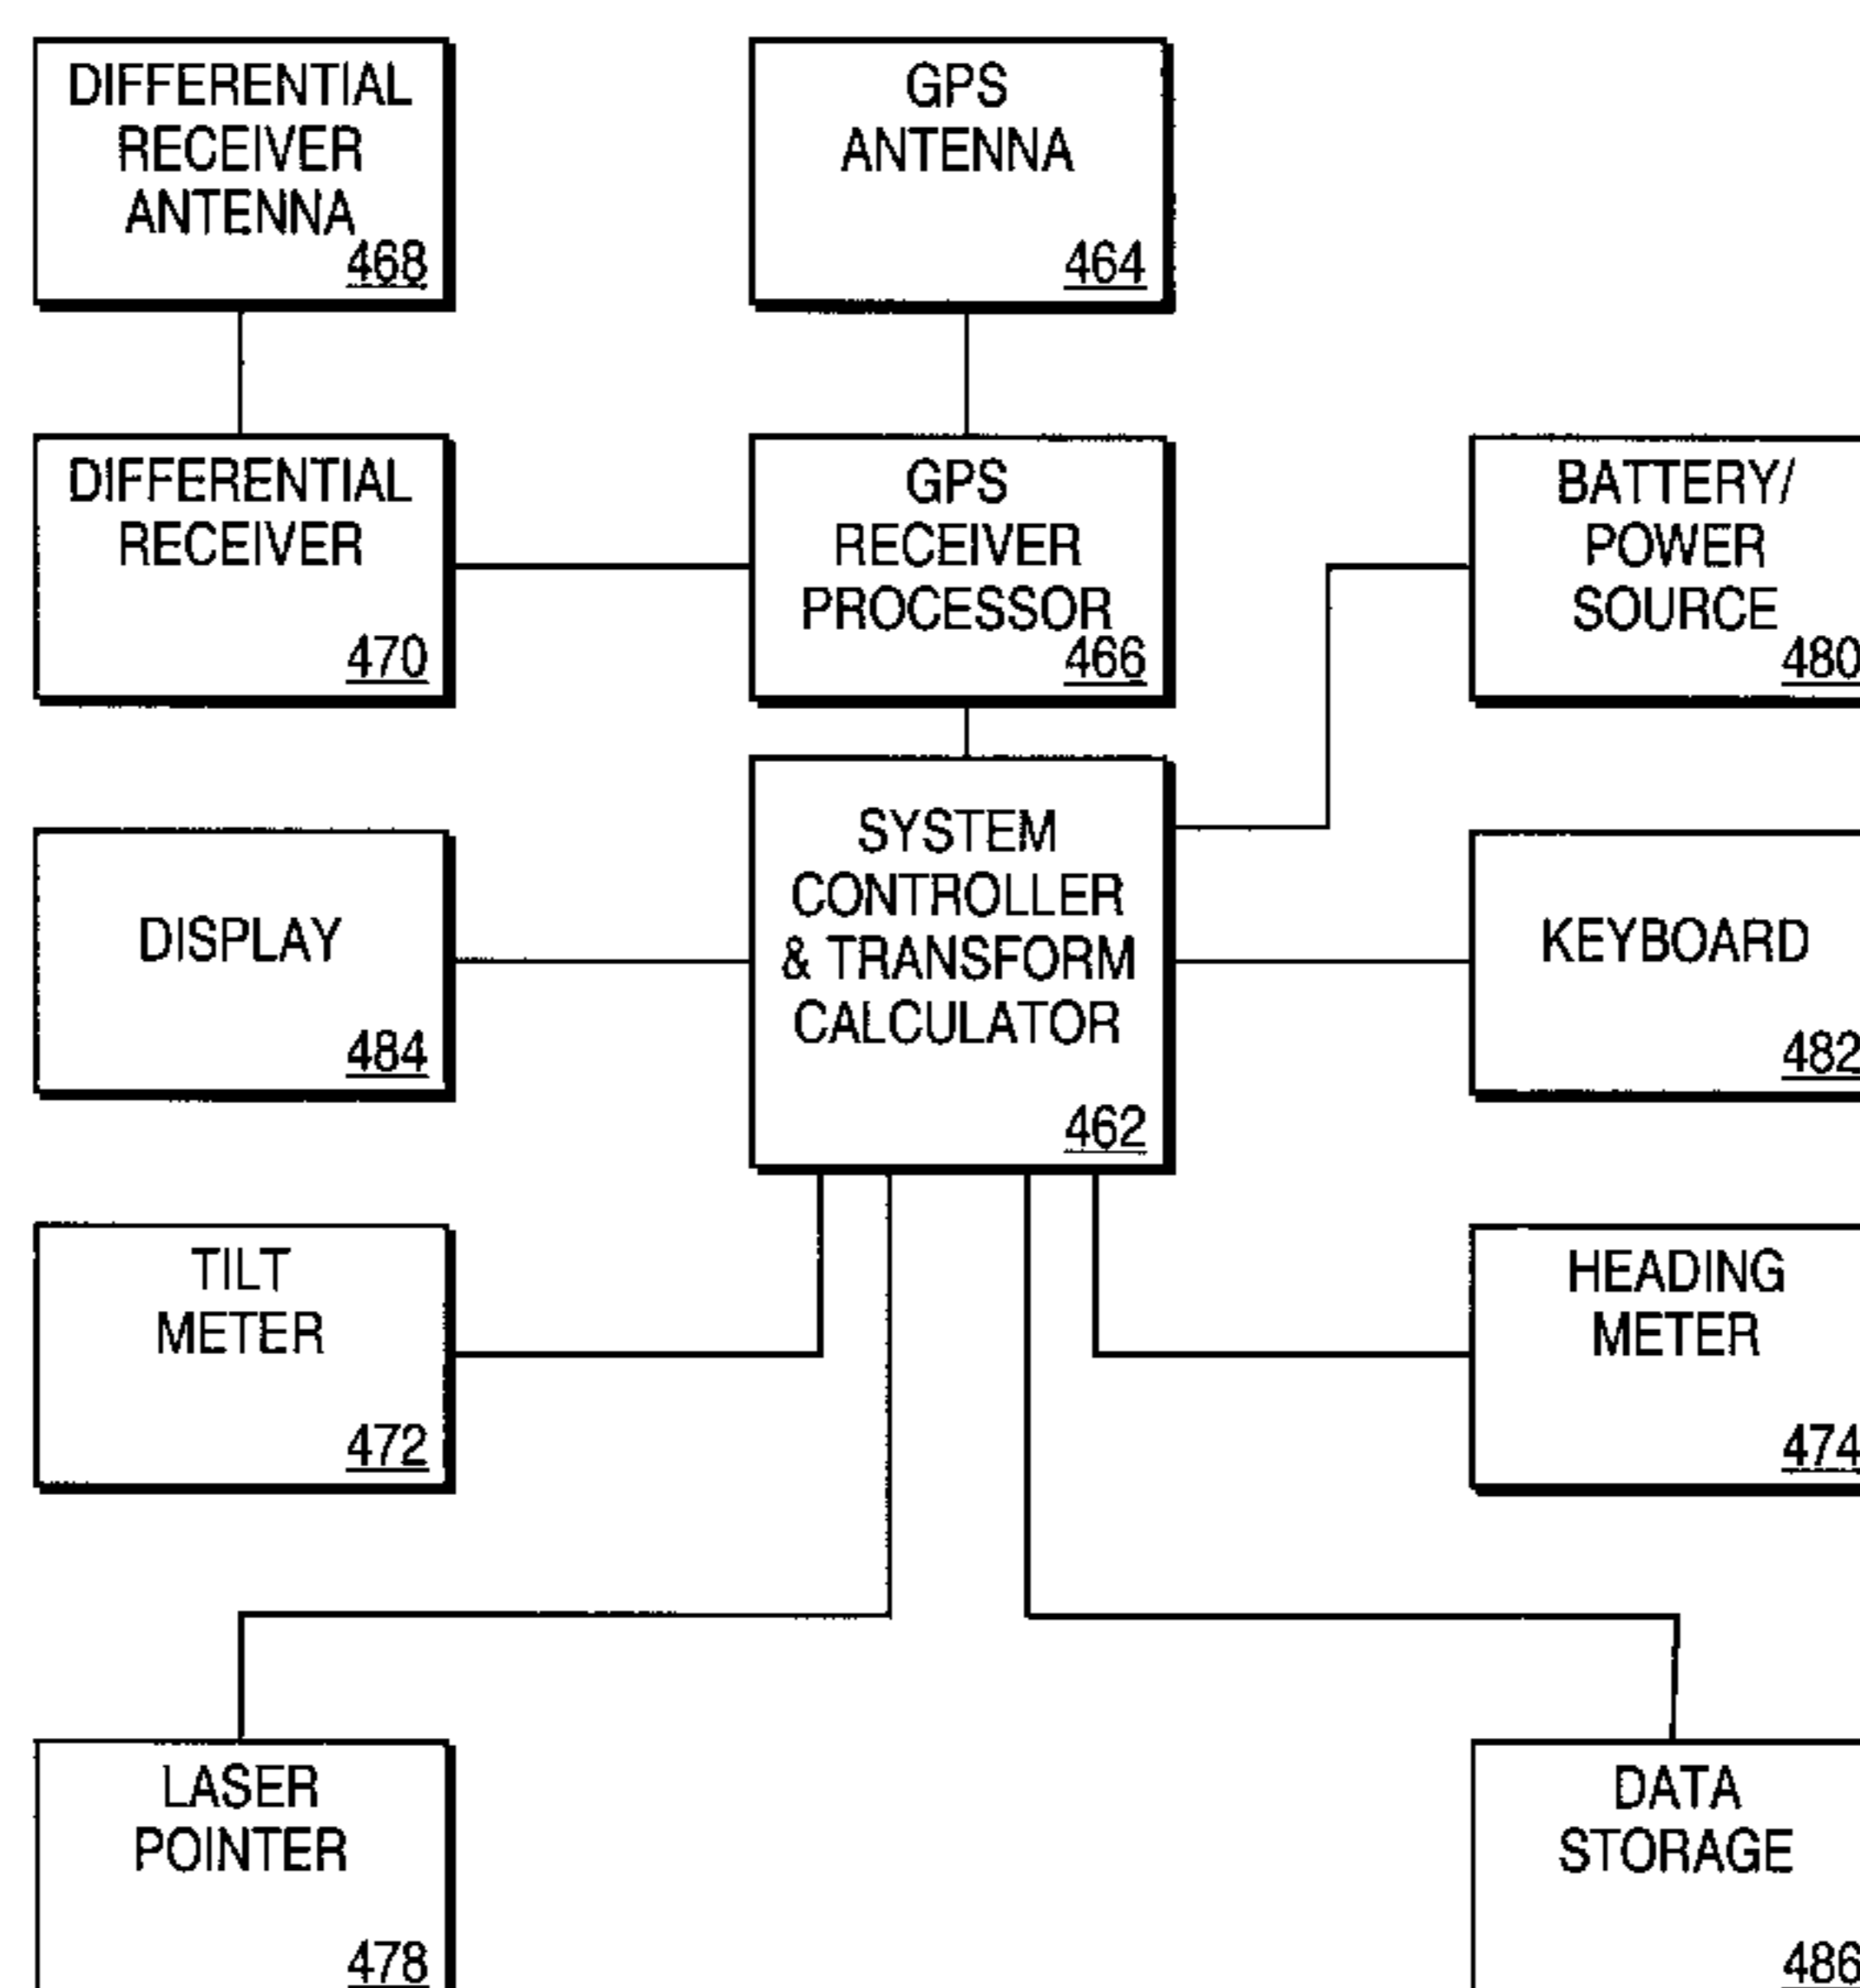 DIFFERENTIAL
RECEIVER
ANTENNA
468
GPS
ANTENNA
464
DIFFERENTIAL
RECEIVER
470
GPS
RECEIVER
PROCESSOR
466
BATTERY/
POWER
SOURCE
480
DISPLAY
484
SYSTEM
CONTROLLER
& TRANSFORM
CALCULATOR
462
KEYBOARD
482
TILT
METER
472
HEADING
METER
474
LASER
POINTER
478
DATA
STORAGE
486